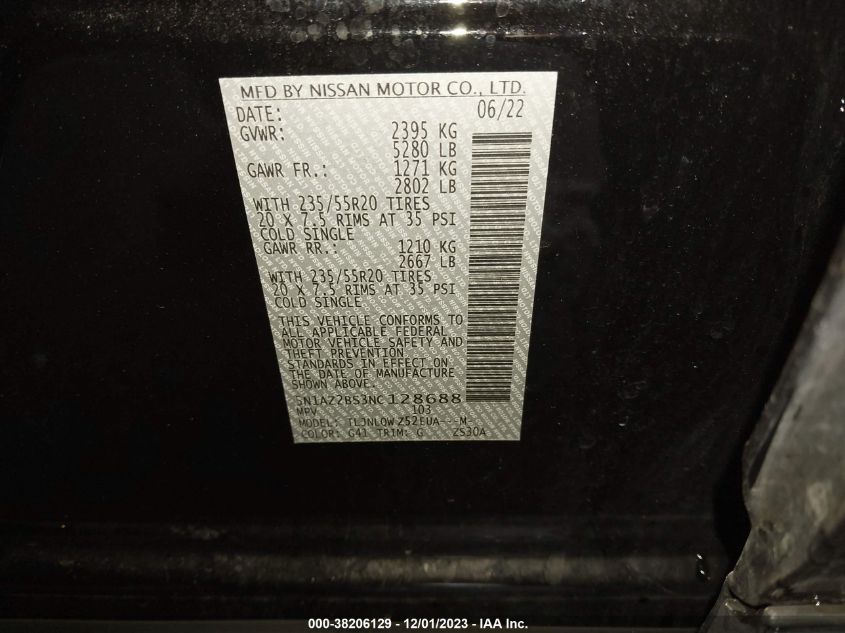 MFD BY NISSAN MOTOR CO., LTD.
DATE: 06/22
GVWR: 2395 KG
5280 LB
GAWR FR.: 1271 KG
2802 LB
WITH 235/55R20 TIRES
20 X 7.5 RIMS AT 35 PSI
COLD SINGLE
GAWR RR.: 1210 KG
2667 LB
WITH 235/55R20 TIRES
20 X 7.5 RIMS AT 35 PSI
COLD SINGLE
THIS VEHICLE CONFORMS TO
ALL APPLICABLE FEDERAL
MOTOR VEHICLE SAFETY AND
THEFT PREVENTION
STANDARDS IN EFFECT ON
THE DATE OF MANUFACTURE
SHOWN ABOVE.
5N1AZ2BS3NC128688
MPV 103
MODEL: TLJNLOW Z52EUA---M-
COLOR: G41 TRIM: G ZS30A
000-38206129 - 12/01/2023 - IAA Inc.